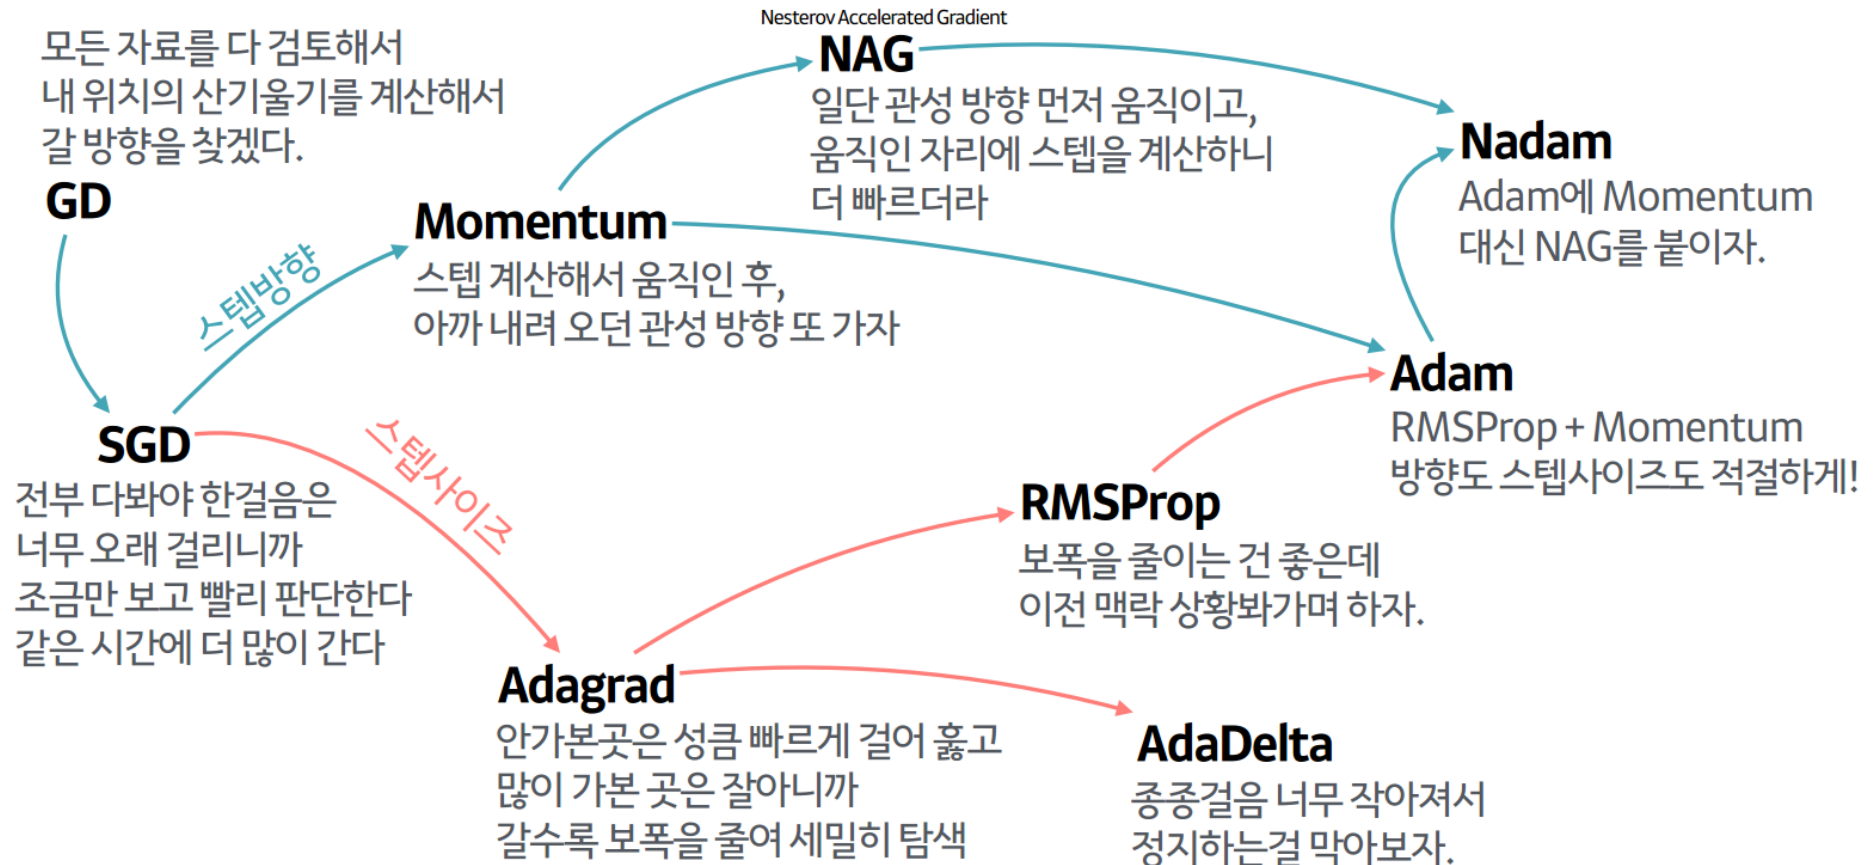 모든 자료를 다 검토해서
내 위치의 산기울기를 계산해서
갈 방향을 찾겠다.
GD
스텝방향
SGD
전부 다봐야 한걸음은
너무 오래 걸리니까
조금만 보고 빨리 판단한다
같은 시간에 더 많이 간다
Momentum
스텝 계산해서 움직인 후,
아까 내려 오던 관성 방향 또 가자
Nesterov Accelerated Gradient
NAG
일단 관성 방향 먼저 움직이고,
움직인 자리에 스텝을 계산하니
더 빠르더라
Nadam
Adam에 Momentum
대신 NAG를 붙이자.
Adam
RMSProp + Momentum
방향도 스텝사이즈도 적절하게!
스텝사이즈
Adagrad
안가본곳은 성큼 빠르게 걸어 훓고
많이 가본 곳은 잘아니까
갈수록 보폭을 줄여 세밀히 탐색
RMSProp
보폭을 줄이는 건 좋은데
이전 맥락 상황봐가며 하자.
AdaDelta
종종걸음 너무 작아져서
정지하는걸 막아보자.